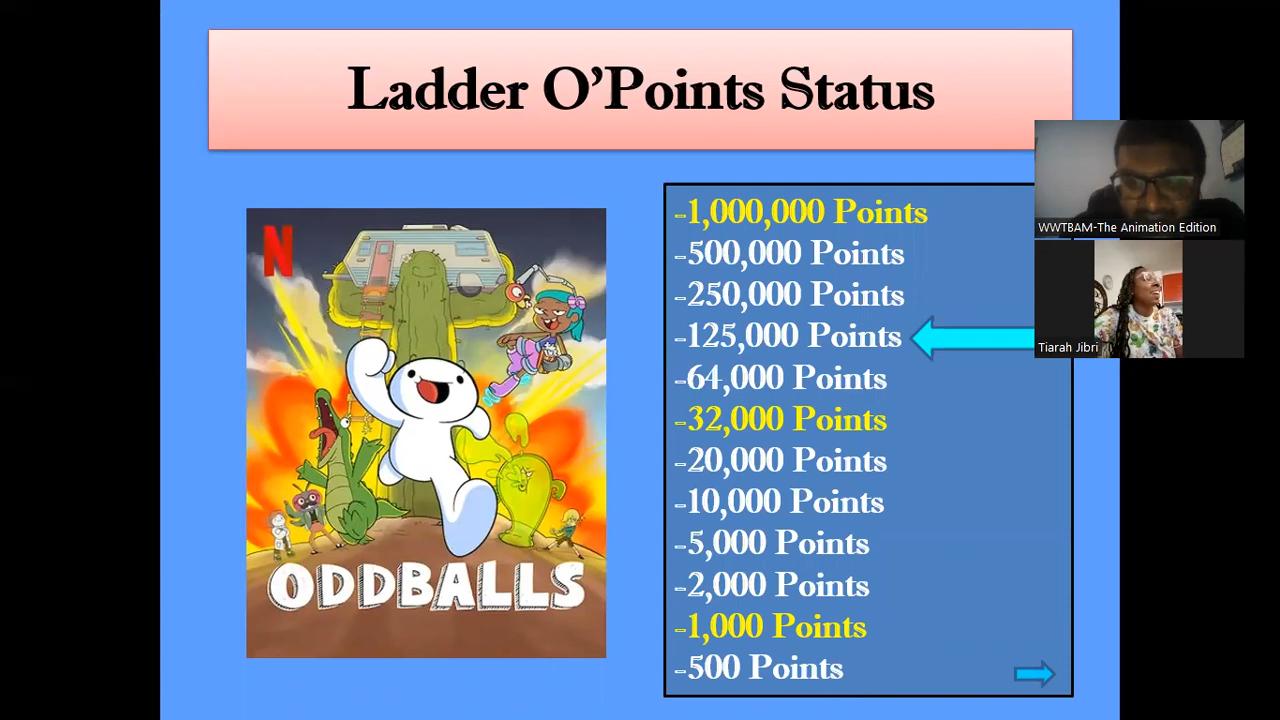 Ladder O'Points Status
N
ODDBALLS
-1,000,000 Points
-500,000 Points
-250,000 Points
-125,000 Points
-64,000 Points
-32,000 Points
-20,000 Points
-10,000 Points
-5,000 Points
-2,000 Points
-1,000 Points
-500 Points
WWTBAM-The Animation Edition
Tiarah Jibri